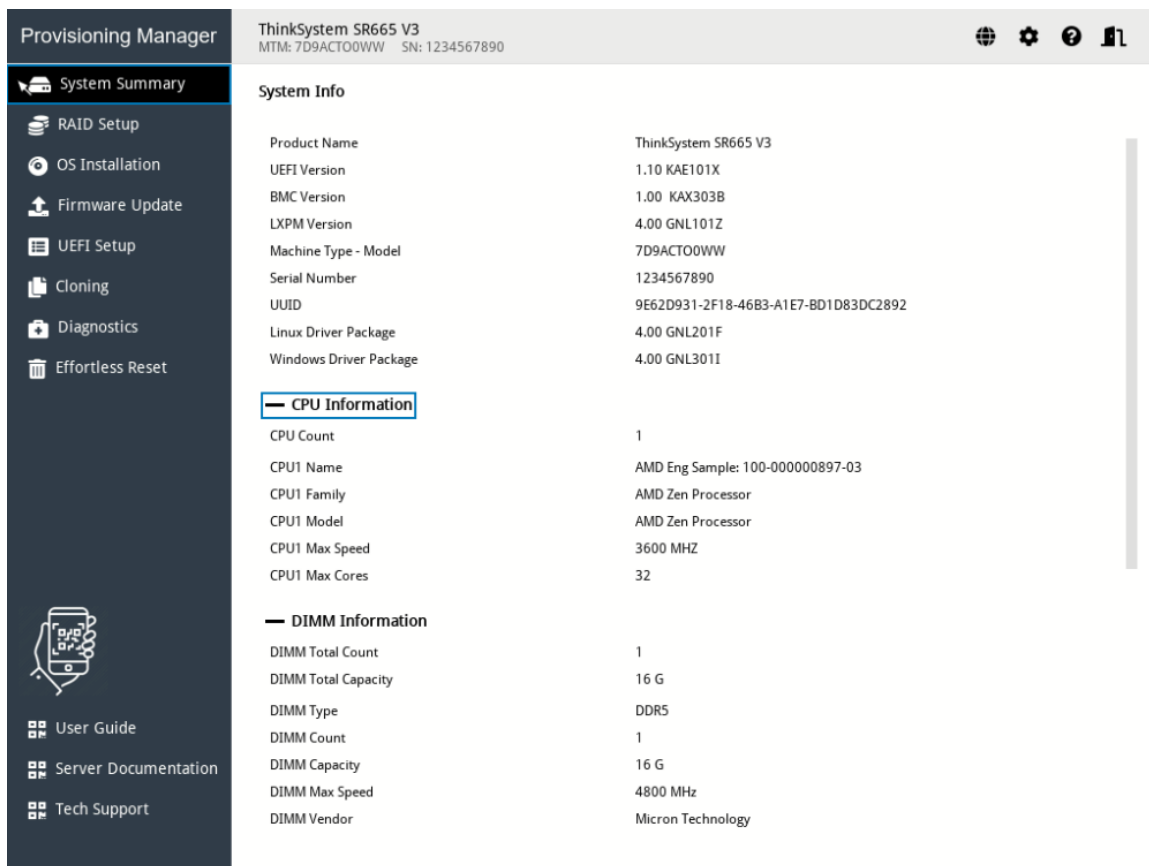 Provisioning Manager
ThinkSystem SR665 V3
MTM: 7D9ACTO0WW SN: 1234567890
System Summary
RAID Setup
OS Installation
Firmware Update
UEFI Setup
Cloning
Diagnostics
Effortless Reset
User Guide
Server Documentation
Tech Support
System Info
Product Name ThinkSystem SR665 V3
UEFI Version 1.10 KAE101X
BMC Version 1.00 KAX303B
LXPM Version 4.00 GNL101Z
Machine Type - Model 7D9ACTO0WW
Serial Number 1234567890
UUID 9E62D931-2F18-46B3-A1E7-BD1D83DC2892
Linux Driver Package 4.00 GNL201F
Windows Driver Package 4.00 GNL301I
CPU Information
CPU Count 1
CPU1 Name AMD Eng Sample: 100-000000897-03
CPU1 Family AMD Zen Processor
CPU1 Model AMD Zen Processor
CPU1 Max Speed 3600 MHZ
CPU1 Max Cores 32
DIMM Information
DIMM Total Count 1
DIMM Total Capacity 16 G
DIMM Type DDR5
DIMM Count 1
DIMM Capacity 16 G
DIMM Max Speed 4800 MHz
DIMM Vendor Micron Technology